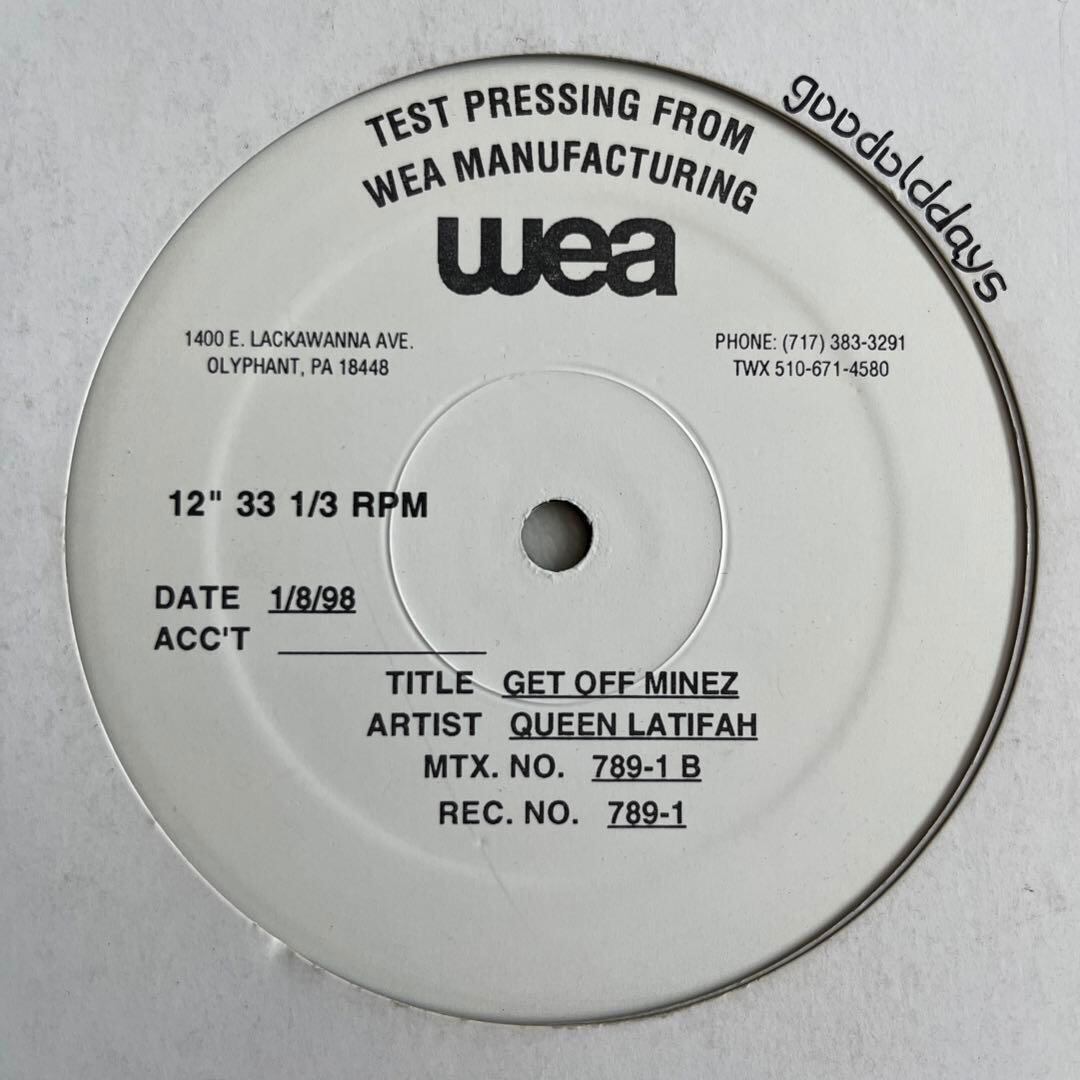 TEST PRESSING FROM
WEA MANUFACTURING
wea
goodolddays
1400 E. LACKAWANNA AVE.
OLYPHANT, PA 18448
PHONE: (717) 383-3291
TWX 510-671-4580
12" 33 1/3 RPM
DATE 1/8/98
ACC'T
TITLE GET OFF MINEZ
ARTIST QUEEN LATIFAH
MTX. NO. 789-1 B
REC. NO. 789-1